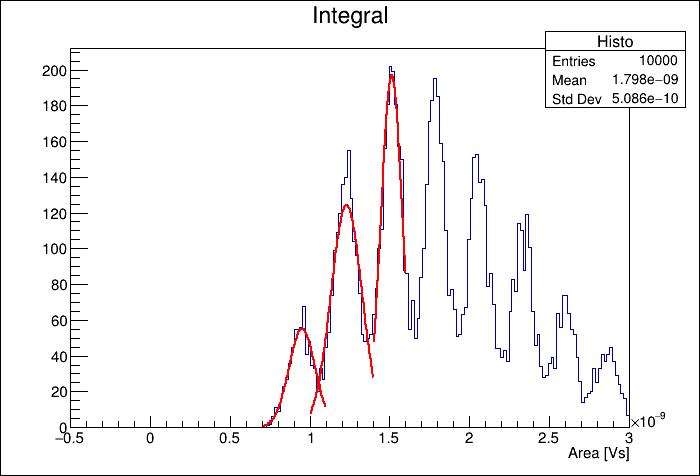 Integral
Histo
Entries 10000
Mean 1.798e−09
Std Dev 5.086e−10
200
180
160
140
120
100
80
60
40
20
0
−0.5 0 0.5 1 1.5 2 2.5 3
×10⁻⁹
Area [Vs]